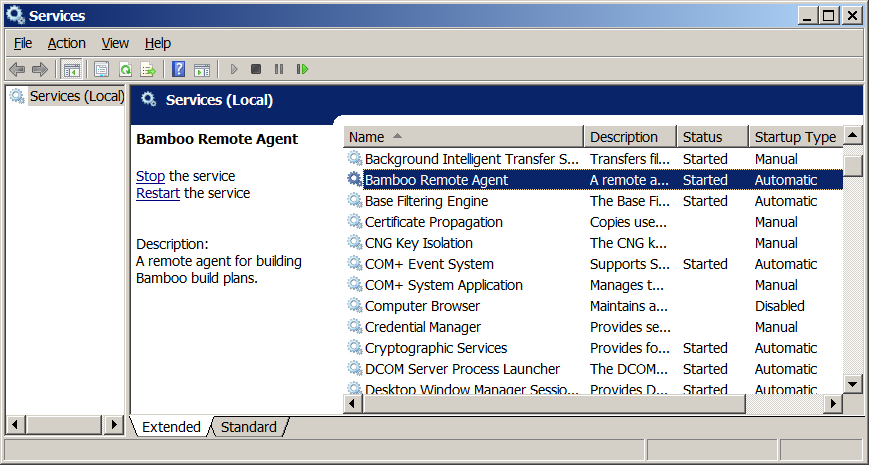 Services
File Action View Help
Services (Local)
Services (Local)
Bamboo Remote Agent
Stop the service
Restart the service
Description:
A remote agent for building
Bamboo build plans.
Name Description Status Startup Type
Background Intelligent Transfer S... Transfers fil... Started Manual
Bamboo Remote Agent A remote a... Started Automatic
Base Filtering Engine The Base Fi... Started Automatic
Certificate Propagation Copies use... Manual
CNG Key Isolation The CNG k... Manual
COM+ Event System Supports S... Started Automatic
COM+ System Application Manages t... Manual
Computer Browser Maintains a... Disabled
Credential Manager Provides se... Manual
Cryptographic Services Provides fo... Started Automatic
DCOM Server Process Launcher The DCOM... Started Automatic
Desktop Window Manager Sessio... Provides D... Started Automatic
Extended Standard